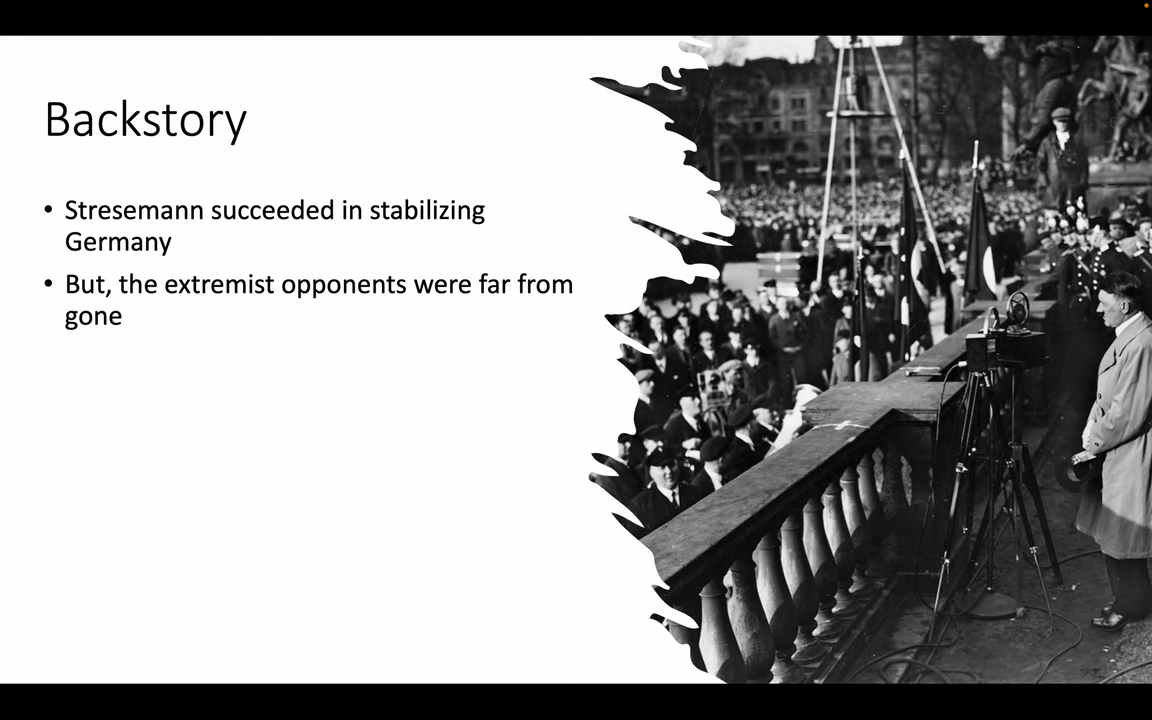 Backstory
• Stresemann succeeded in stabilizing
Germany
• But, the extremist opponents were far from
gone